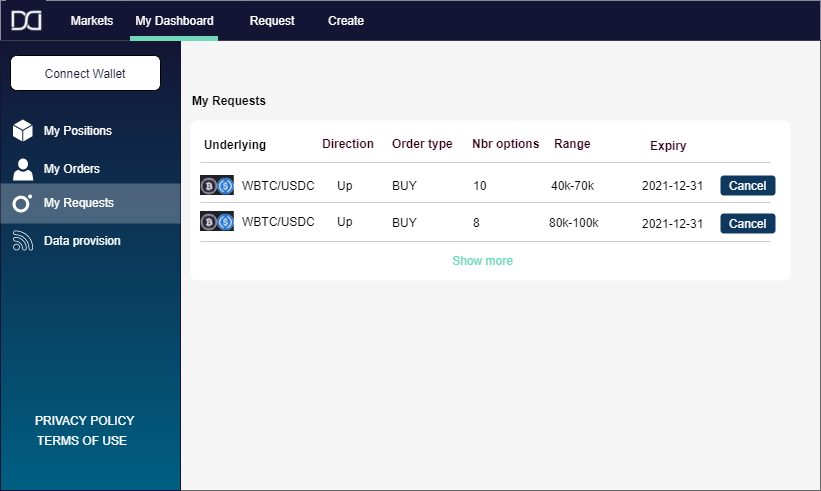 Markets My Dashboard Request Create
Connect Wallet
My Positions
My Orders
My Requests
Data provision
PRIVACY POLICY
TERMS OF USE
My Requests
Underlying Direction Order type Nbr options Range Expiry
WBTC/USDC Up BUY 10 40k-70k 2021-12-31 Cancel
WBTC/USDC Up BUY 8 80k-100k 2021-12-31 Cancel
Show more